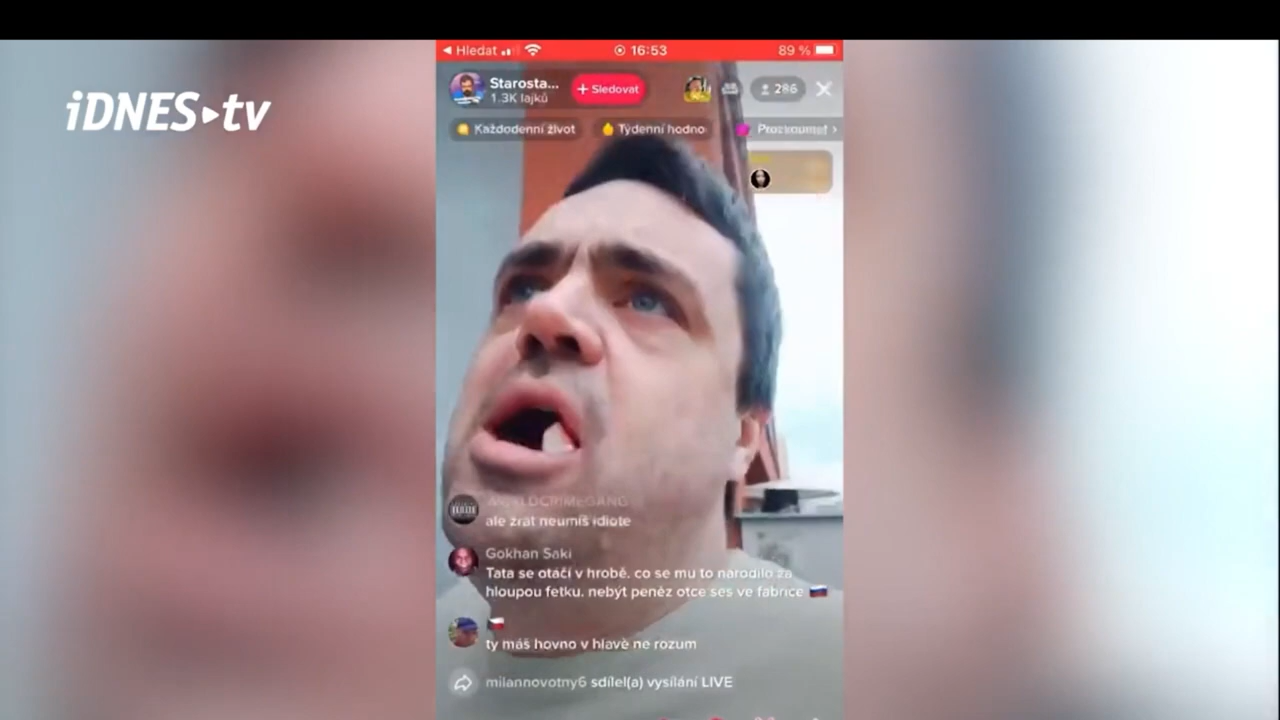 iDNES tv
Hledat
16:53
89 %
Starosta...
1.3K lajků
+ Sledovat
286
Každodenní život
Týdenní hodno
Prozkoumat
ale žrat neumíš idiote
Gokhan Saki
Tata se otáčí v hrobě. co se mu to narodilo za
hloupou fetku. nebýt peněz otce ses ve fabrice
ty máš hovno v hlavě ne rozum
milannovotny6 sdílel(a) vysílání LIVE